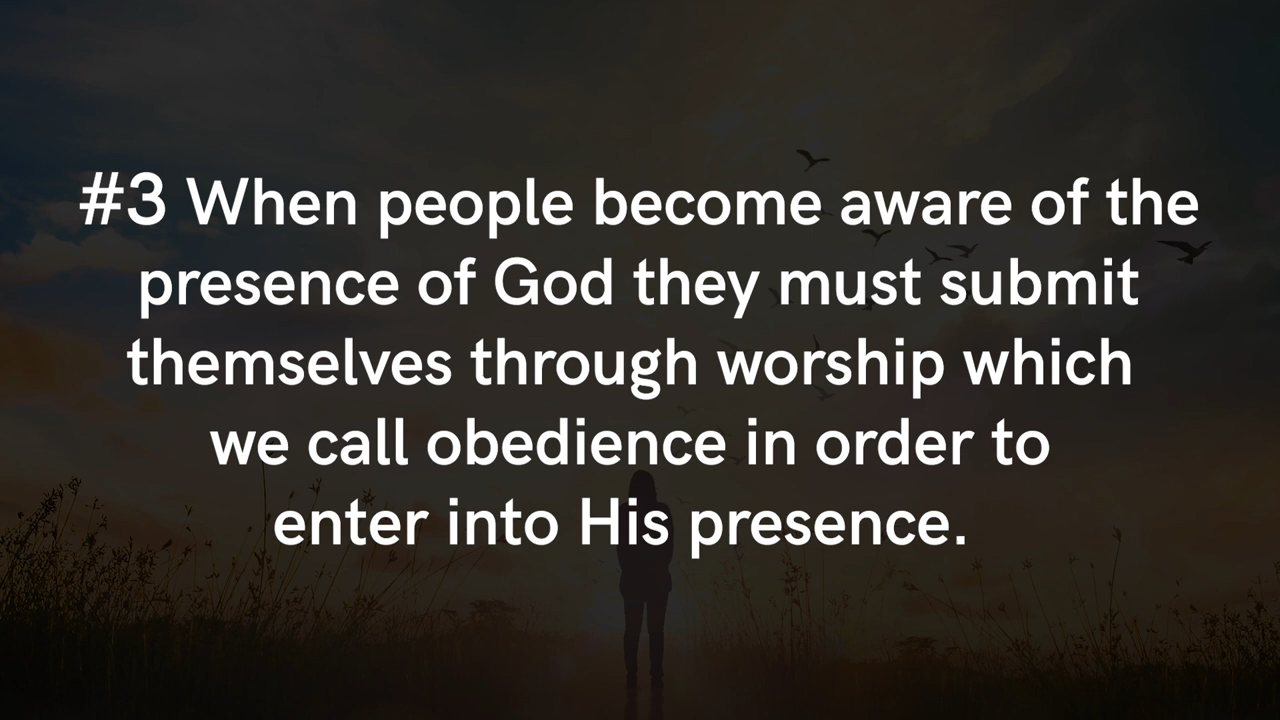 #3 When people become aware of the
presence of God they must submit
themselves through worship which
we call obedience in order to
enter into His presence.